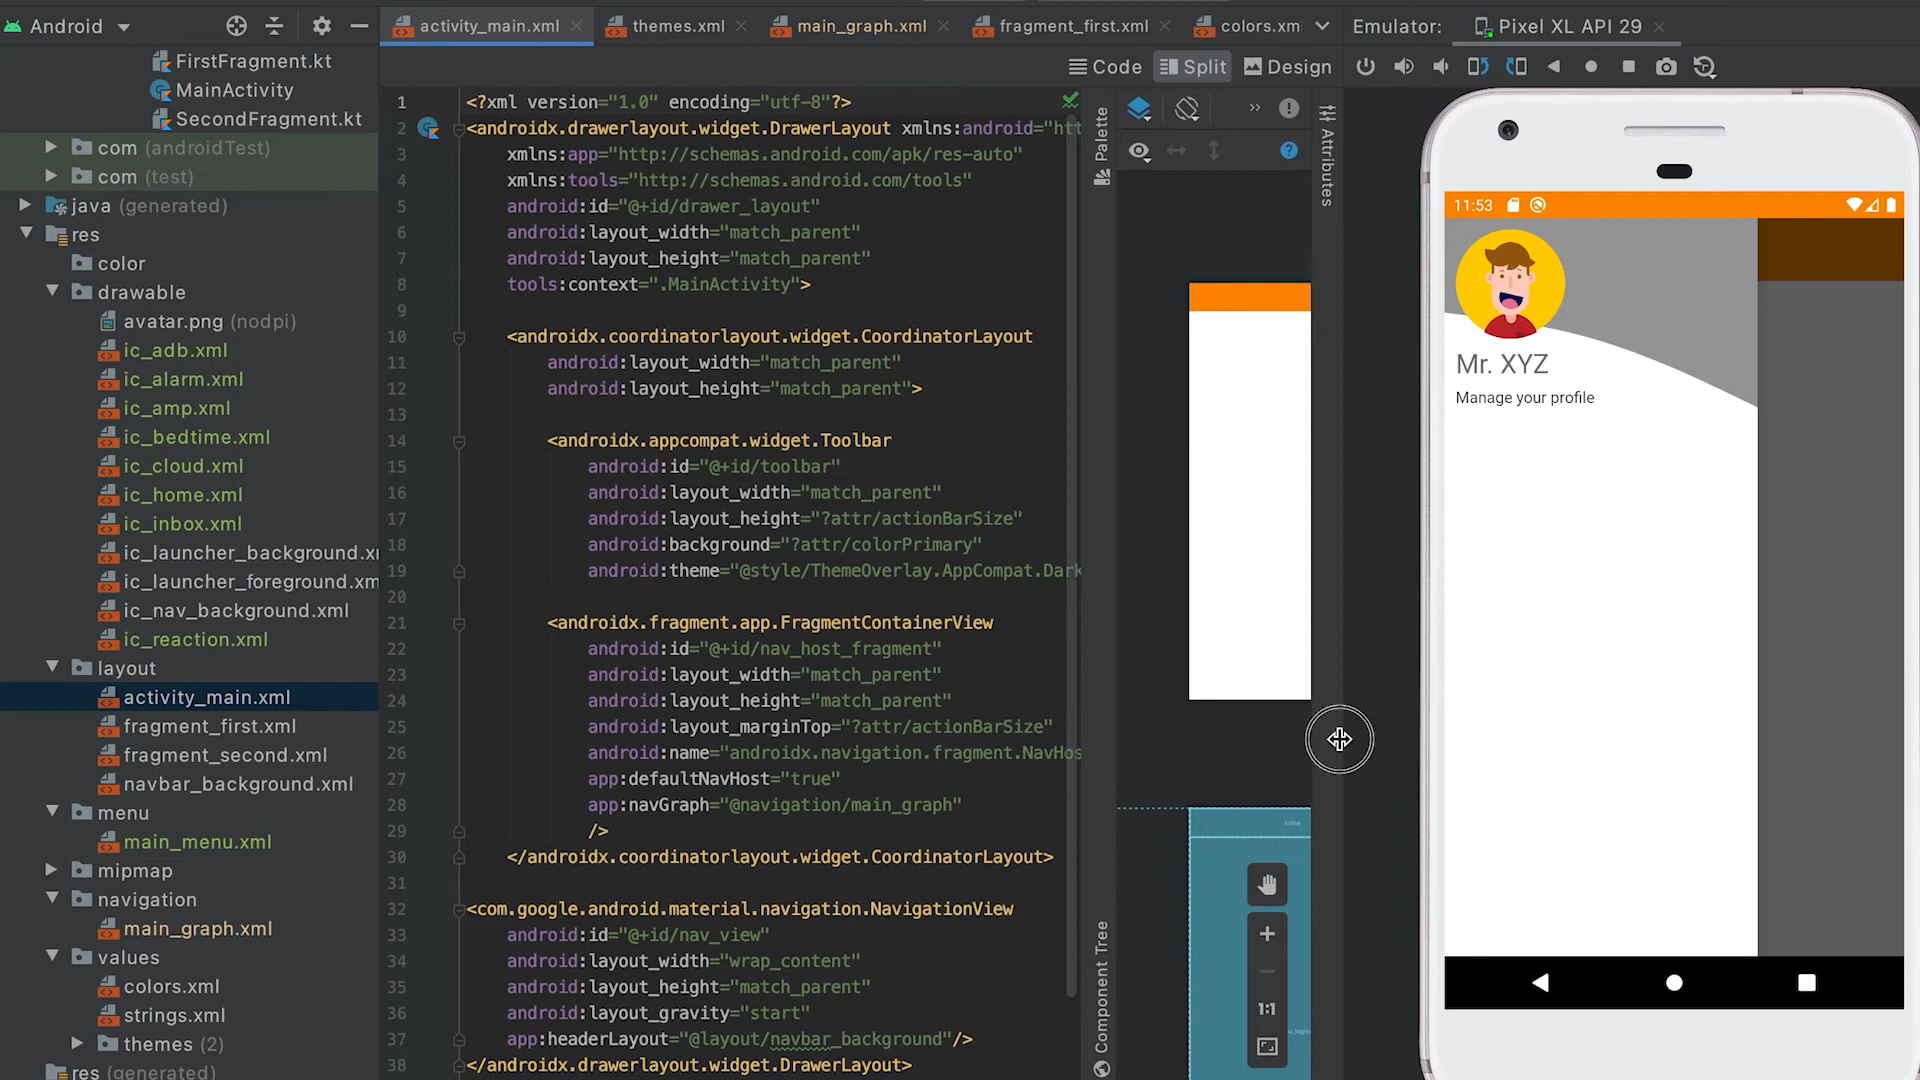 Android
FirstFragment.kt
MainActivity
SecondFragment.kt
com (androidTest)
com (test)
java (generated)
res
color
drawable
avatar.png (nodpi)
ic_adb.xml
ic_alarm.xml
ic_amp.xml
ic_bedtime.xml
ic_cloud.xml
ic_home.xml
ic_inbox.xml
ic_launcher_background.x
ic_launcher_foreground.xm
ic_nav_background.xml
ic_reaction.xml
layout
activity_main.xml
fragment_first.xml
fragment_second.xml
navbar_background.xml
menu
main_menu.xml
mipmap
navigation
main_graph.xml
values
colors.xml
strings.xml
themes (2)
res (generated)
activity_main.xml
themes.xml
main_graph.xml
fragment_first.xml
colors.xm
Code
Split
Design
1 <?xml version="1.0" encoding="utf-8"?>
2 <androidx.drawerlayout.widget.DrawerLayout xmlns:android="htt
3 xmlns:app="http://schemas.android.com/apk/res-auto"
4 xmlns:tools="http://schemas.android.com/tools"
5 android:id="@+id/drawer_layout"
6 android:layout_width="match_parent"
7 android:layout_height="match_parent"
8 tools:context=".MainActivity">
9
10 <androidx.coordinatorlayout.widget.CoordinatorLayout
11 android:layout_width="match_parent"
12 android:layout_height="match_parent">
13
14 <androidx.appcompat.widget.Toolbar
15 android:id="@+id/toolbar"
16 android:layout_width="match_parent"
17 android:layout_height="?attr/actionBarSize"
18 android:background="?attr/colorPrimary"
19 android:theme="@style/ThemeOverlay.AppCompat.Dark
20
21 <androidx.fragment.app.FragmentContainerView
22 android:id="@+id/nav_host_fragment"
23 android:layout_width="match_parent"
24 android:layout_height="match_parent"
25 android:layout_marginTop="?attr/actionBarSize"
26 android:name="androidx.navigation.fragment.NavHos
27 app:defaultNavHost="true"
28 app:navGraph="@navigation/main_graph"
29 />
30 </androidx.coordinatorlayout.widget.CoordinatorLayout>
31
32 <com.google.android.material.navigation.NavigationView
33 android:id="@+id/nav_view"
34 android:layout_width="wrap_content"
35 android:layout_height="match_parent"
36 android:layout_gravity="start"
37 app:headerLayout="@layout/navbar_background"/>
38 </androidx.drawerlayout.widget.DrawerLayout>
Palette
Component Tree
Attributes
1:1
Emulator:
Pixel XL API 29
11:53
Mr. XYZ
Manage your profile